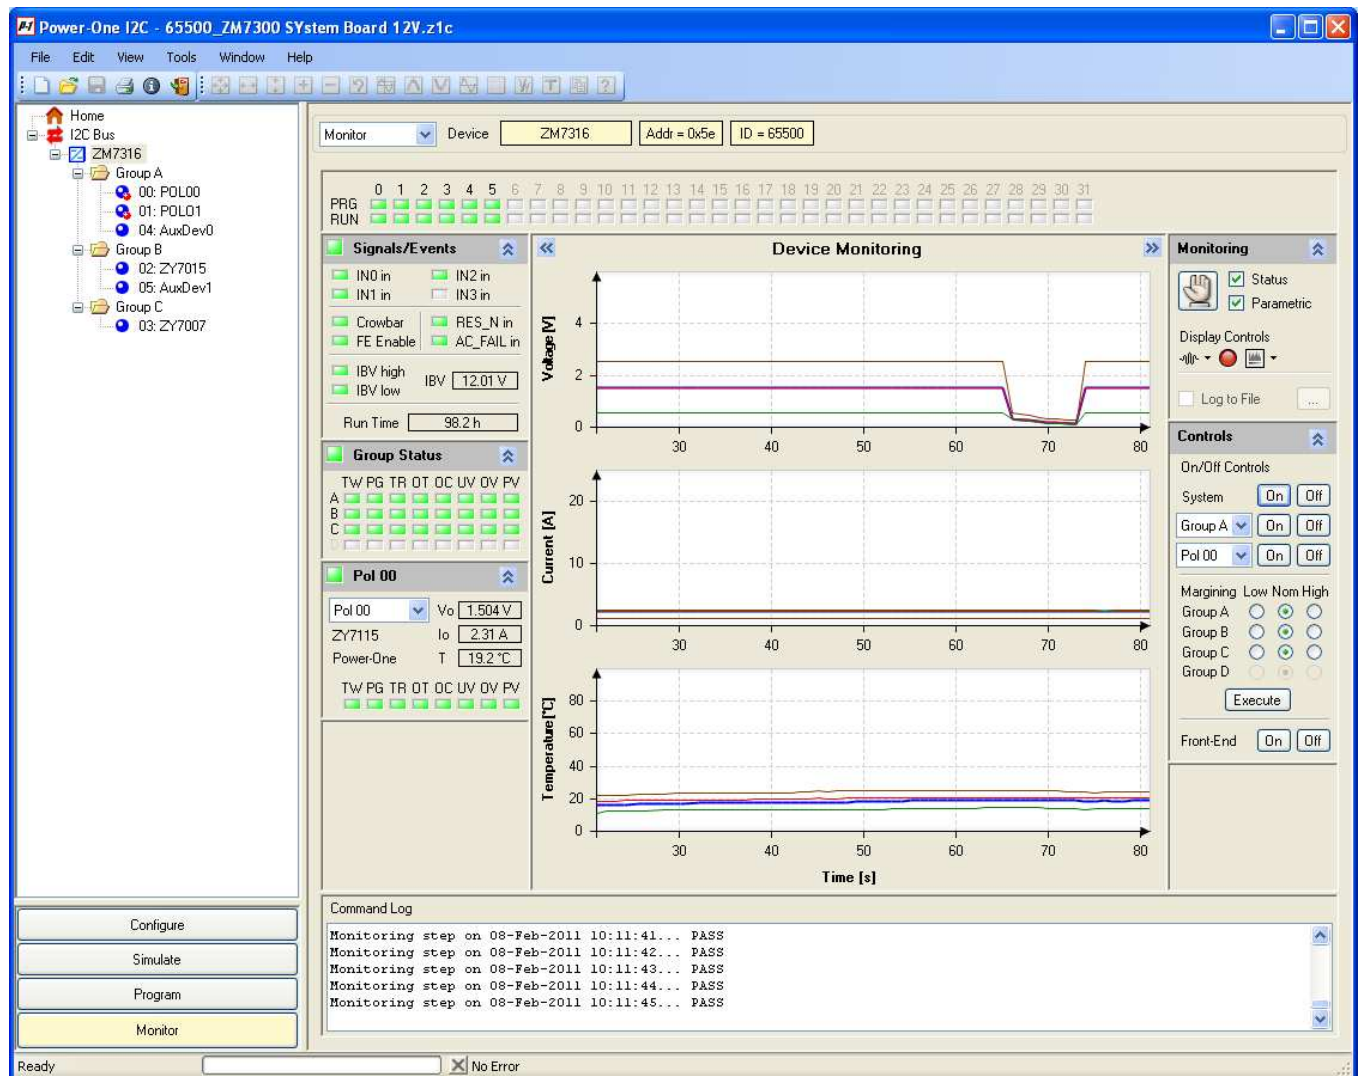 Power-One I2C - 65500_ZM7300 SYstem Board 12V.z1c
File Edit View Tools Window Help
Home
I2C Bus
ZM7316
Group A
00: POL00
01: POL01
04: AuxDev0
Group B
02: ZY7015
05: AuxDev1
Group C
03: ZY7007
Configure
Simulate
Program
Monitor
Monitor Device ZM7316 Addr = 0x5e ID = 65500
0 1 2 3 4 5 6 7 8 9 10 11 12 13 14 15 16 17 18 19 20 21 22 23 24 25 26 27 28 29 30 31
PRG
RUN
Signals/Events
IN0 in IN2 in
IN1 in IN3 in
Crowbar RES_N in
FE Enable AC_FAIL in
IBV high
IBV low
IBV 12.01 V
Run Time 98.2 h
Group Status
TW PG TR OT OC UV OV PV
A
B
C
D
Pol 00
Pol 00 Vo 1.504 V
ZY7115 Io 2.31 A
Power-One T 19.2 °C
TW PG TR OT OC UV OV PV
Device Monitoring
Voltage [V]
4
2
0
30 40 50 60 70 80
Current [A]
20
10
0
30 40 50 60 70 80
Temperature[°C]
80
60
40
20
0
30 40 50 60 70 80
Time [s]
Monitoring
Status
Parametric
Display Controls
Log to File ...
Controls
On/Off Controls
System On Off
Group A On Off
Pol 00 On Off
Margining Low Nom High
Group A
Group B
Group C
Group D
Execute
Front-End On Off
Command Log
Monitoring step on 08-Feb-2011 10:11:41... PASS
Monitoring step on 08-Feb-2011 10:11:42... PASS
Monitoring step on 08-Feb-2011 10:11:43... PASS
Monitoring step on 08-Feb-2011 10:11:44... PASS
Monitoring step on 08-Feb-2011 10:11:45... PASS
Ready No Error